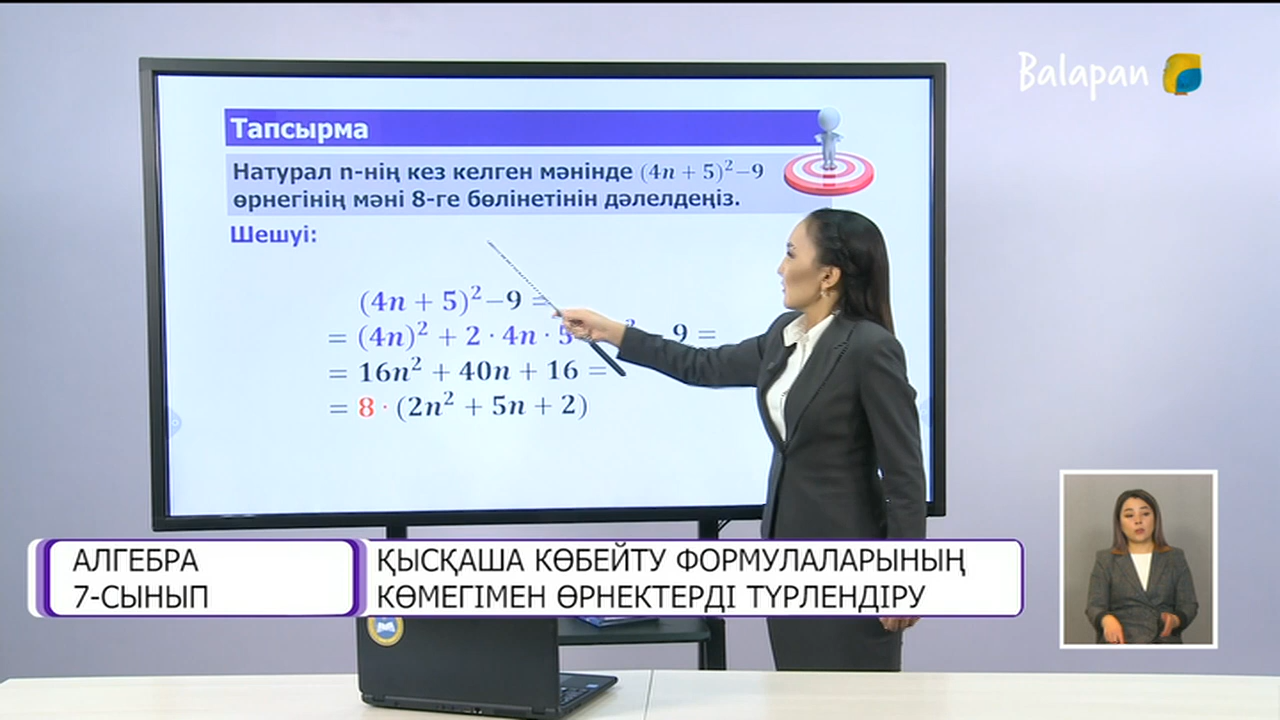 Balapan
Тапсырма
Натурал n-нің кез келген мәнінде (4n + 5)²−9
өрнегінің мәні 8-ге бөлінетінін дәлелдеңіз.
Шешуі:
(4n + 5)²−9 =
= (4n)² + 2 · 4n · 5 ² − 9 =
= 16n² + 40n + 16 =
= 8 · (2n² + 5n + 2)
АЛГЕБРА
7-СЫНЫП
ҚЫСҚАША КӨБЕЙТУ ФОРМУЛАЛАРЫНЫҢ
КӨМЕГІМЕН ӨРНЕКТЕРДІ ТҮРЛЕНДІРУ